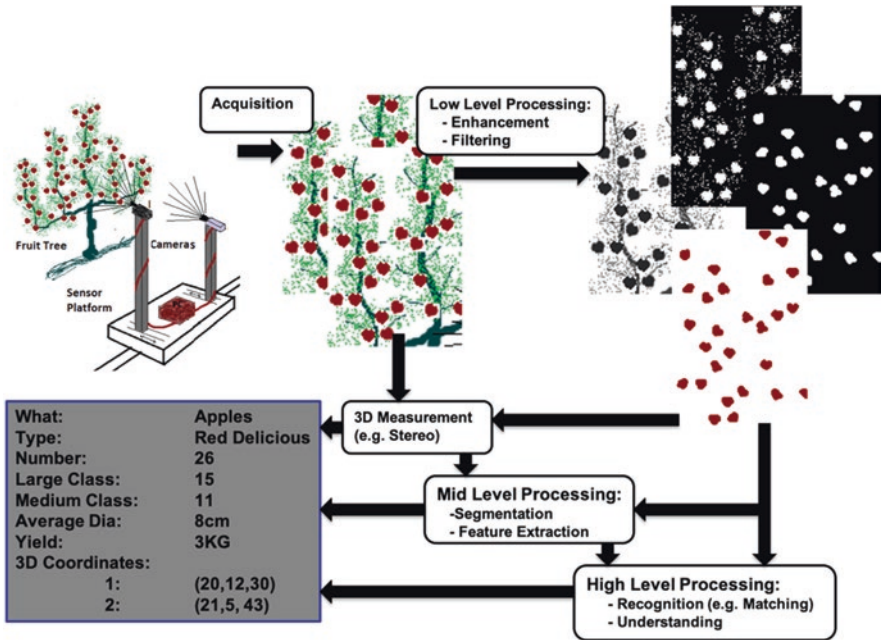 Acquisition
Low Level Processing:
- Enhancement
- Filtering
Fruit Tree
Cameras
Sensor
Platform
3D Measurement
(e.g. Stereo)
Mid Level Processing:
-Segmentation
- Feature Extraction
High Level Processing:
- Recognition (e.g. Matching)
- Understanding
What: Apples
Type: Red Delicious
Number: 26
Large Class: 15
Medium Class: 11
Average Dia: 8cm
Yield: 3KG
3D Coordinates:
1: (20,12,30)
2: (21,5, 43)